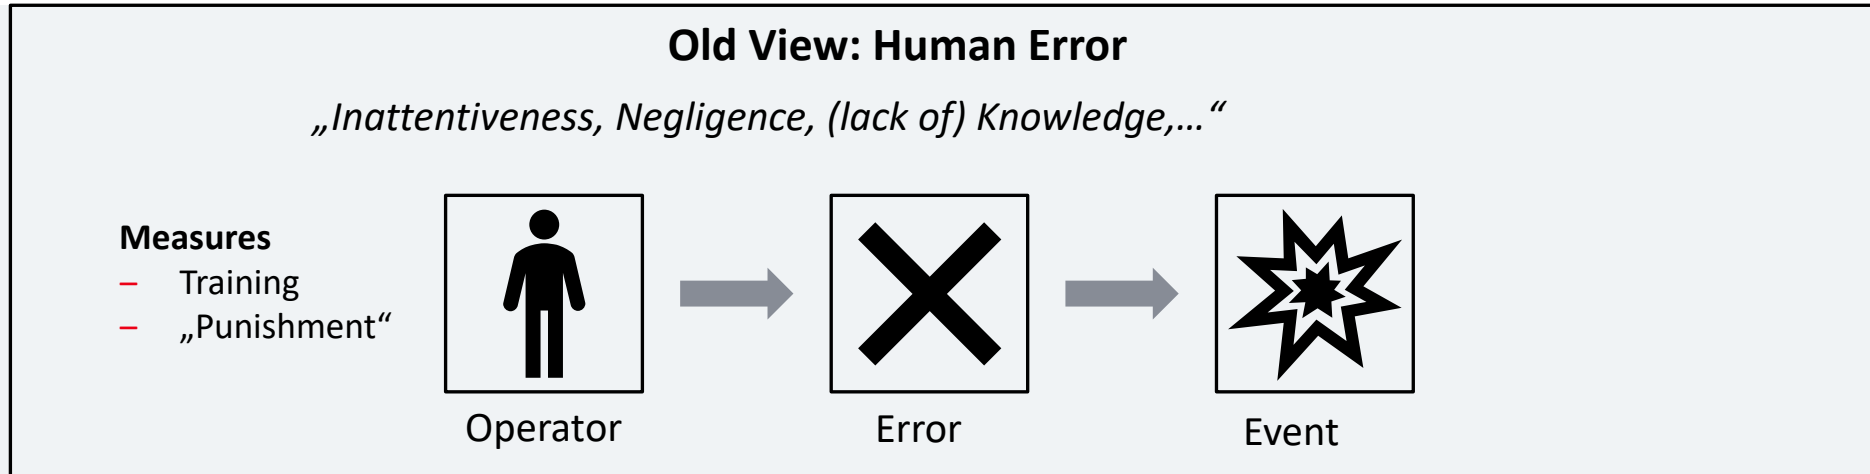 Old View: Human Error
„Inattentiveness, Negligence, (lack of) Knowledge,…“
Measures
– Training
– „Punishment“
Operator
Error
Event